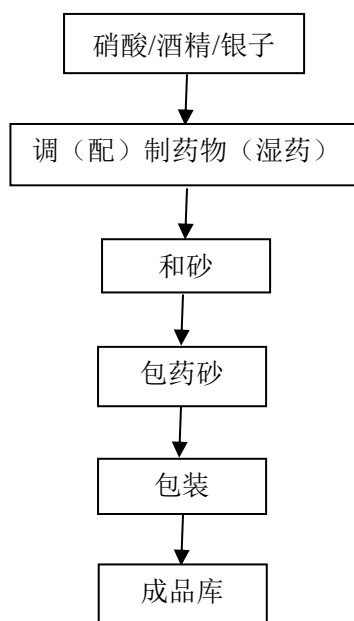 硝酸/酒精/银子
调（配）制药物（湿药）
和砂
包药砂
包装
成品库